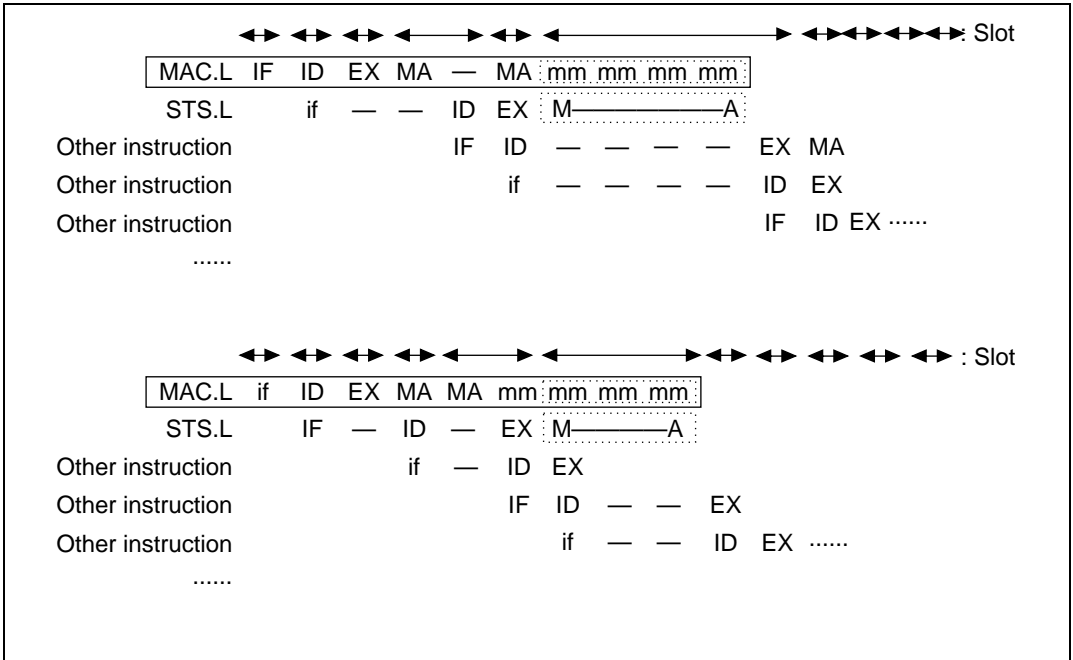 : Slot
MAC.L IF ID EX MA — MA mm mm mm mm
STS.L if — — ID EX M———————A
Other instruction IF ID — — — — EX MA
Other instruction if — — — — ID EX
Other instruction IF ID EX ······
······
: Slot
MAC.L if ID EX MA MA mm mm mm mm
STS.L IF — ID — EX M————A
Other instruction if — ID EX
Other instruction IF ID — — EX
Other instruction if — — ID EX ······
······